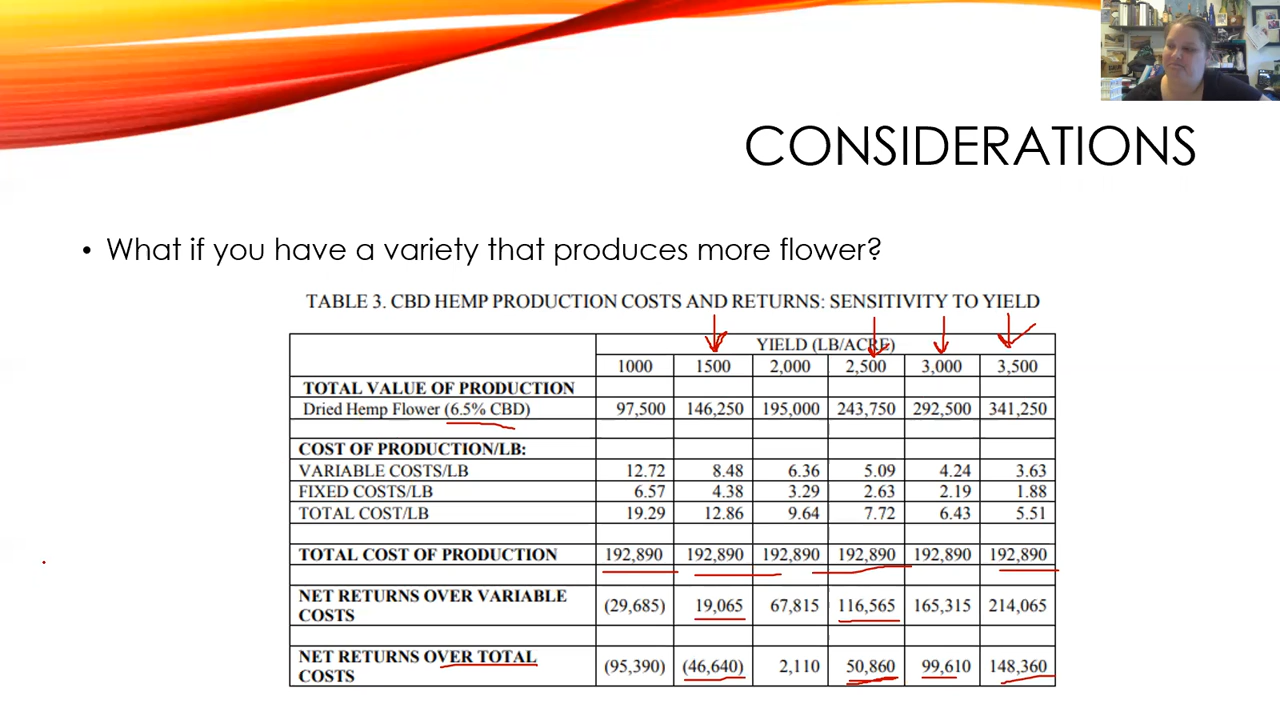 CONSIDERATIONS
• What if you have a variety that produces more flower?
TABLE 3. CBD HEMP PRODUCTION COSTS AND RETURNS: SENSITIVITY TO YIELD
YIELD (LB/ACRE)
1000 1500 2,000 2,500 3,000 3,500
TOTAL VALUE OF PRODUCTION
Dried Hemp Flower (6.5% CBD) 97,500 146,250 195,000 243,750 292,500 341,250
COST OF PRODUCTION/LB:
VARIABLE COSTS/LB 12.72 8.48 6.36 5.09 4.24 3.63
FIXED COSTS/LB 6.57 4.38 3.29 2.63 2.19 1.88
TOTAL COST/LB 19.29 12.86 9.64 7.72 6.43 5.51
TOTAL COST OF PRODUCTION 192,890 192,890 192,890 192,890 192,890 192,890
NET RETURNS OVER VARIABLE
COSTS (29,685) 19,065 67,815 116,565 165,315 214,065
NET RETURNS OVER TOTAL
COSTS (95,390) (46,640) 2,110 50,860 99,610 148,360